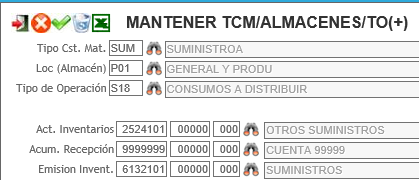 MANTENER TCM/ALMACENES/TO(+)
Tipo Cst. Mat. SUM SUMINISTROA
Loc (Almacén) P01 GENERAL Y PRODU
Tipo de Operación S18 CONSUMOS A DISTRIBUIR
Act. Inventarios 2524101 00000 000 OTROS SUMINISTROS
Acum. Recepción 9999999 00000 000 CUENTA 99999
Emision Invent. 6132101 00000 000 SUMINISTROS